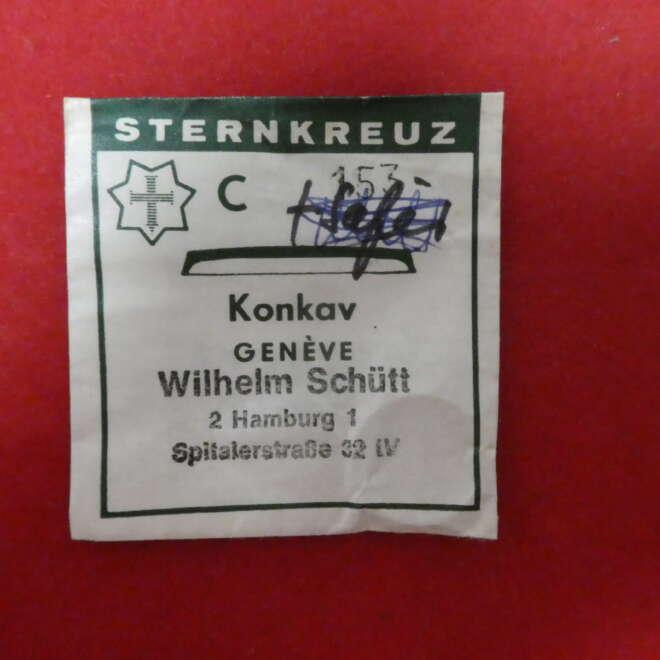 STERNKREUZ
C 153
Konkav
GENÈVE
Wilhelm Schütt
2 Hamburg 1
Spitalerstraße 32 IV